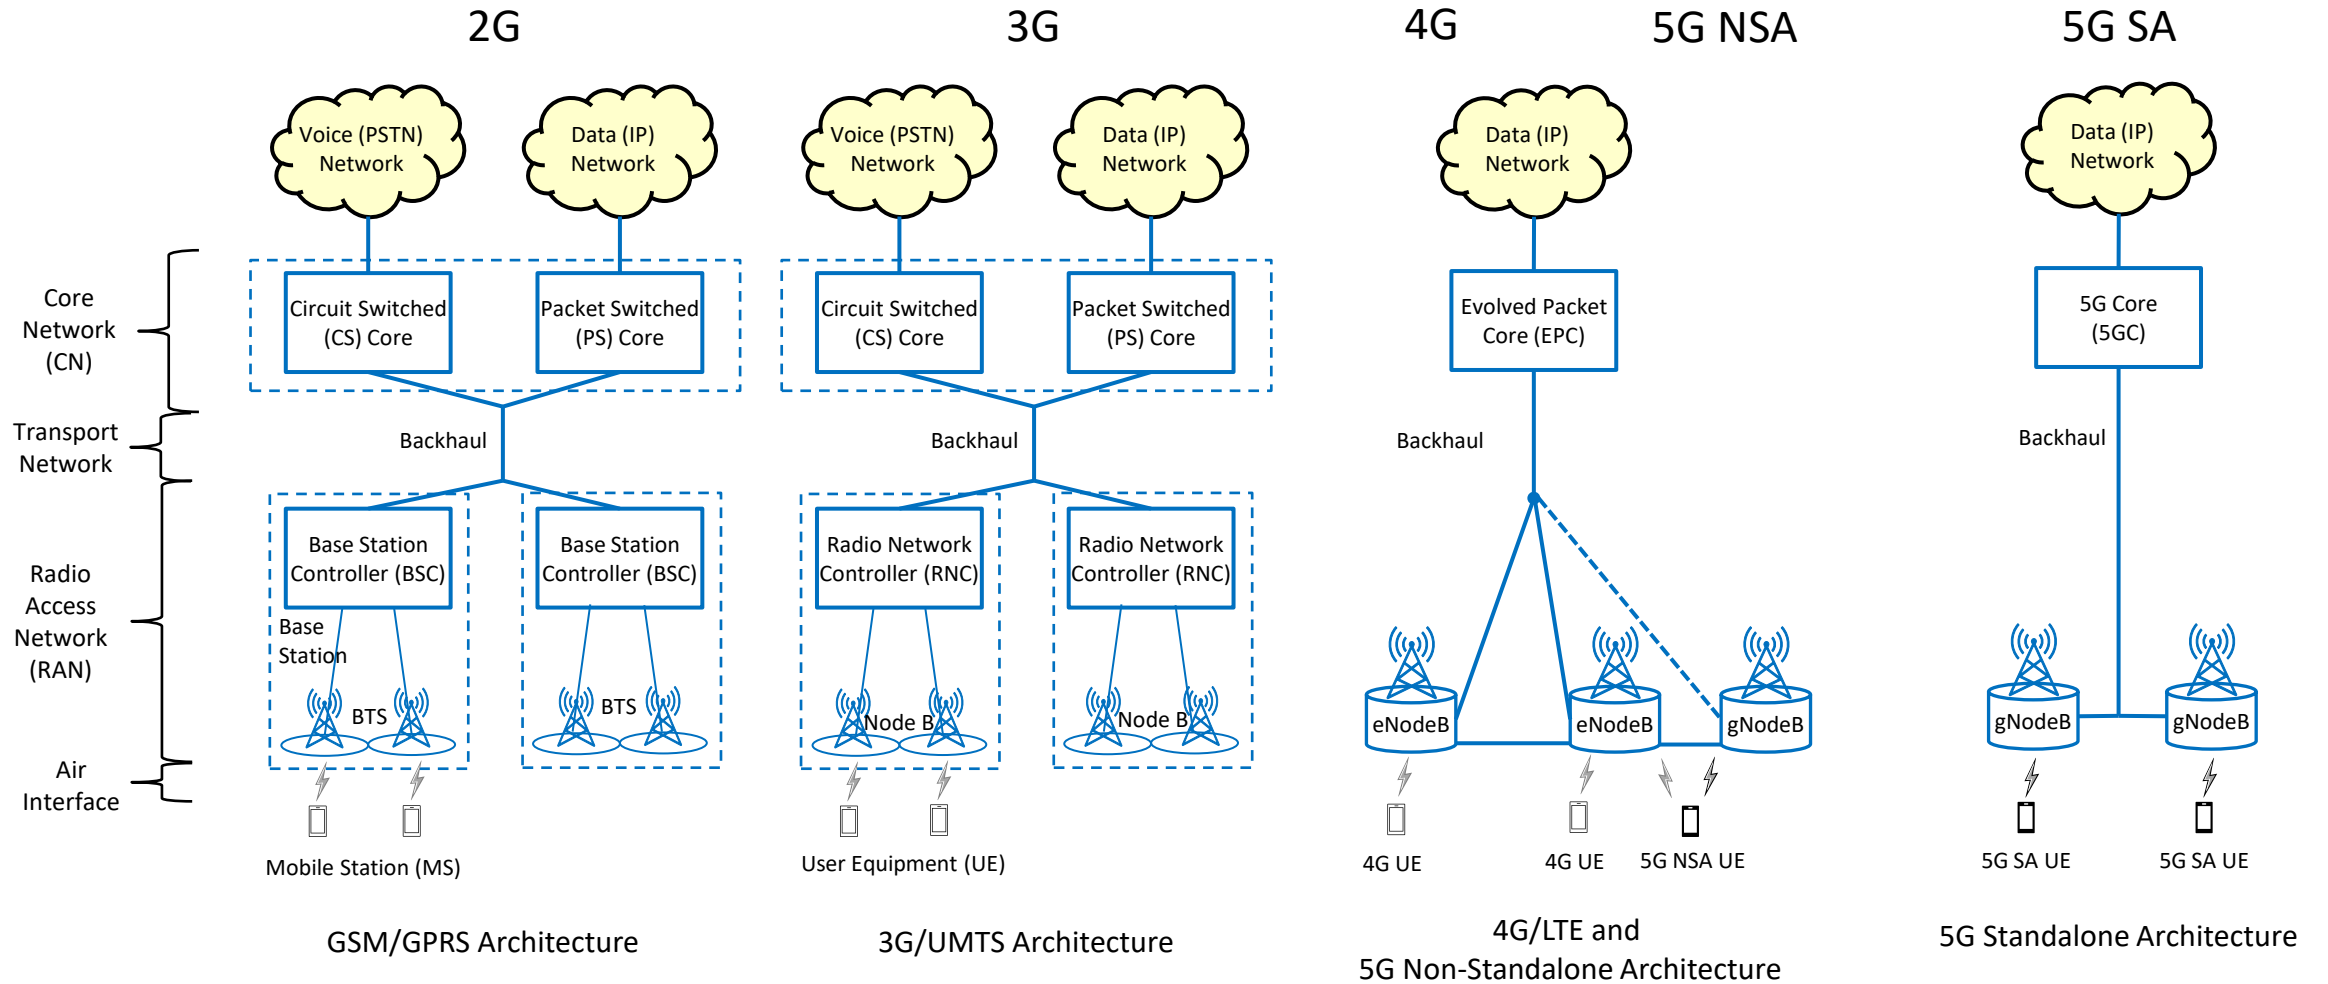 2G
3G
4G
5G NSA
5G SA
Voice (PSTN)
Network
Data (IP)
Network
Voice (PSTN)
Network
Data (IP)
Network
Data (IP)
Network
Data (IP)
Network
Core
Network
(CN)
Circuit Switched
(CS) Core
Packet Switched
(PS) Core
Circuit Switched
(CS) Core
Packet Switched
(PS) Core
Evolved Packet
Core (EPC)
5G Core
(5GC)
Transport
Network
Backhaul
Backhaul
Backhaul
Backhaul
Radio
Access
Network
(RAN)
Base Station
Controller (BSC)
Base Station
Controller (BSC)
Radio Network
Controller (RNC)
Radio Network
Controller (RNC)
Base
Station
BTS
BTS
Node B
Node B
eNodeB
eNodeB
gNodeB
gNodeB
gNodeB
Air
Interface
Mobile Station (MS)
User Equipment (UE)
4G UE
4G UE
5G NSA UE
5G SA UE
5G SA UE
GSM/GPRS Architecture
3G/UMTS Architecture
4G/LTE and
5G Non-Standalone Architecture
5G Standalone Architecture